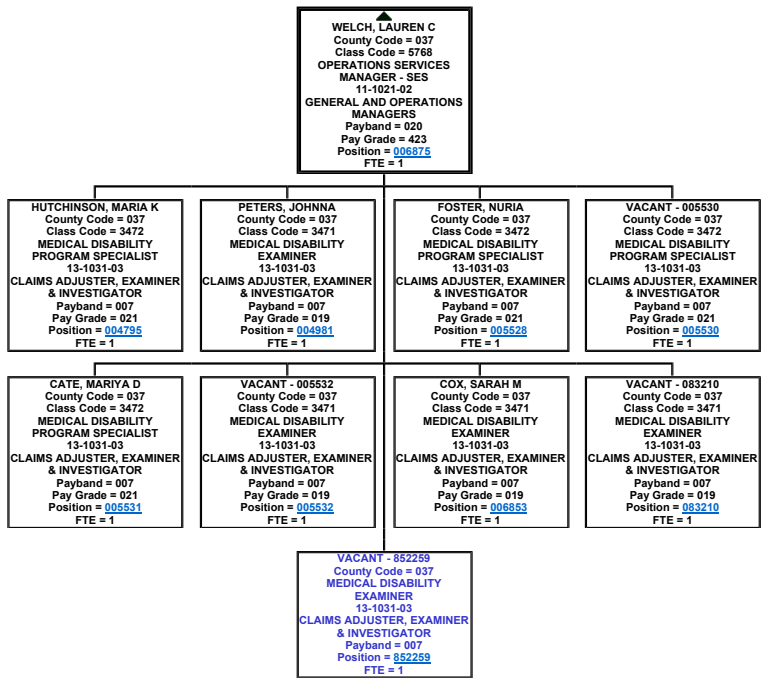 WELCH, LAUREN C
County Code = 037
Class Code = 5768
OPERATIONS SERVICES
MANAGER - SES
11-1021-02
GENERAL AND OPERATIONS
MANAGERS
Payband = 020
Pay Grade = 423
Position = 006875
FTE = 1
HUTCHINSON, MARIA K
County Code = 037
Class Code = 3472
MEDICAL DISABILITY
PROGRAM SPECIALIST
13-1031-03
CLAIMS ADJUSTER, EXAMINER
& INVESTIGATOR
Payband = 007
Pay Grade = 021
Position = 004795
FTE = 1
PETERS, JOHNNA
County Code = 037
Class Code = 3471
MEDICAL DISABILITY
EXAMINER
13-1031-03
CLAIMS ADJUSTER, EXAMINER
& INVESTIGATOR
Payband = 007
Pay Grade = 019
Position = 004981
FTE = 1
FOSTER, NURIA
County Code = 037
Class Code = 3472
MEDICAL DISABILITY
PROGRAM SPECIALIST
13-1031-03
CLAIMS ADJUSTER, EXAMINER
& INVESTIGATOR
Payband = 007
Pay Grade = 021
Position = 005528
FTE = 1
VACANT - 005530
County Code = 037
Class Code = 3472
MEDICAL DISABILITY
PROGRAM SPECIALIST
13-1031-03
CLAIMS ADJUSTER, EXAMINER
& INVESTIGATOR
Payband = 007
Pay Grade = 021
Position = 005530
FTE = 1
CATE, MARIYA D
County Code = 037
Class Code = 3472
MEDICAL DISABILITY
PROGRAM SPECIALIST
13-1031-03
CLAIMS ADJUSTER, EXAMINER
& INVESTIGATOR
Payband = 007
Pay Grade = 021
Position = 005531
FTE = 1
VACANT - 005532
County Code = 037
Class Code = 3471
MEDICAL DISABILITY
EXAMINER
13-1031-03
CLAIMS ADJUSTER, EXAMINER
& INVESTIGATOR
Payband = 007
Pay Grade = 019
Position = 005532
FTE = 1
COX, SARAH M
County Code = 037
Class Code = 3471
MEDICAL DISABILITY
EXAMINER
13-1031-03
CLAIMS ADJUSTER, EXAMINER
& INVESTIGATOR
Payband = 007
Pay Grade = 019
Position = 006853
FTE = 1
VACANT - 083210
County Code = 037
Class Code = 3471
MEDICAL DISABILITY
EXAMINER
13-1031-03
CLAIMS ADJUSTER, EXAMINER
& INVESTIGATOR
Payband = 007
Pay Grade = 019
Position = 083210
FTE = 1
VACANT - 852259
County Code = 037
MEDICAL DISABILITY
EXAMINER
13-1031-03
CLAIMS ADJUSTER, EXAMINER
& INVESTIGATOR
Payband = 007
Position = 852259
FTE = 1